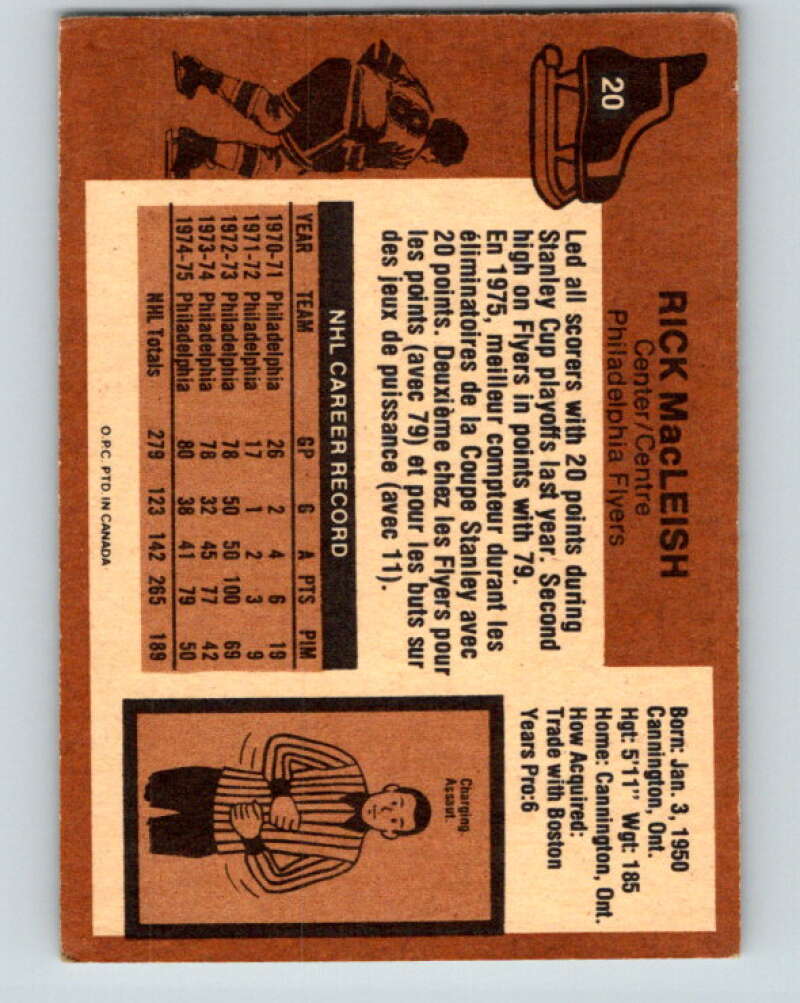 20
RICK MacLEISH
Center/Centre
Philadelphia Flyers
Led all scorers with 20 points during
Stanley Cup playoffs last year. Second
high on Flyers in points with 79.
En 1975, meilleur compteur durant les
éliminatoires de la Coupe Stanley avec
20 points. Deuxième chez les Flyers pour
les points (avec 79) et pour les buts sur
des jeux de puissance (avec 11).
NHL CAREER RECORD
YEAR TEAM GP G A PTS PIM
1970-71 Philadelphia 26 2 4 6 19
1971-72 Philadelphia 17 1 2 3 9
1972-73 Philadelphia 78 50 50 100 69
1973-74 Philadelphia 78 32 45 77 42
1974-75 Philadelphia 80 38 41 79 50
NHL Totals 279 123 142 265 189
O.P.C. PTD. IN CANADA
Born: Jan. 3, 1950
Cannington, Ont.
Hgt: 5'11" Wgt: 185
Home: Cannington, Ont.
How Acquired:
Trade with Boston
Years Pro:6
Charging
Assaut